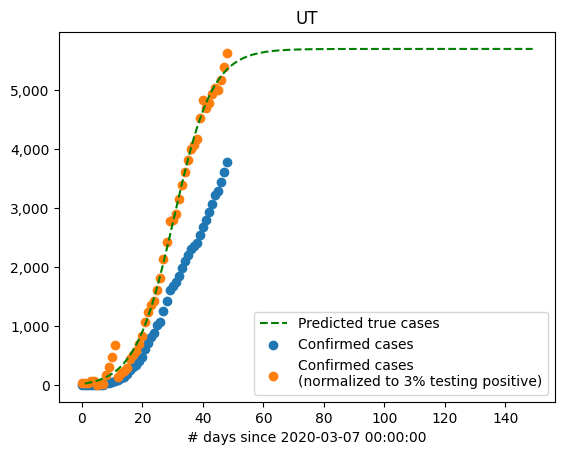 UT
5,000
4,000
3,000
2,000
1,000
0
Predicted true cases
Confirmed cases
Confirmed cases
(normalized to 3% testing positive)
0 20 40 60 80 100 120 140
# days since 2020-03-07 00:00:00